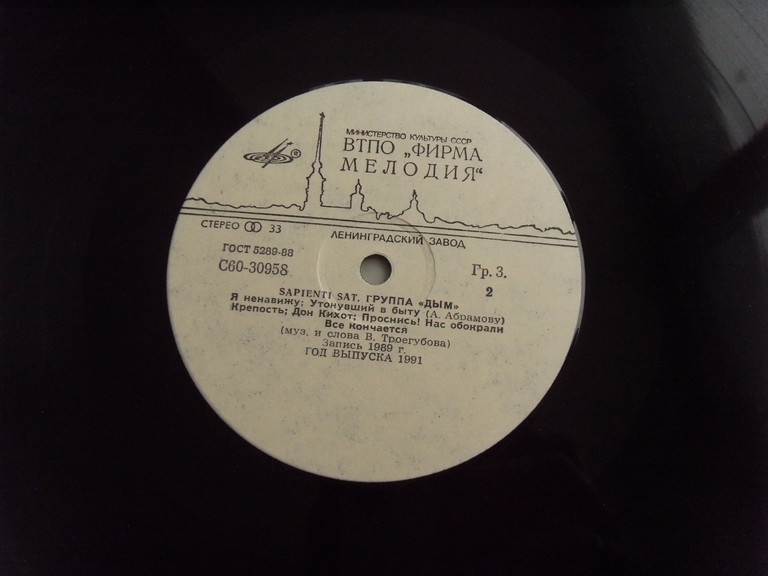 МИНИСТЕРСТВО КУЛЬТУРЫ СССР
ВТПО „ФИРМА
МЕЛОДИЯ“
СТЕРЕО 33
ЛЕНИНГРАДСКИЙ ЗАВОД
ГОСТ 5289-88
С60-30958
Гр. 3.
2
SAPIENTI SAT. ГРУППА «ДЫМ»
Я ненавижу; Утонувший в быту (А. Абрамову)
Крепость; Дон Кихот; Проснись! Нас обокрали
Все Кончается
(муз. и слова В. Троегубова)
Запись 1989 г.
ГОД ВЫПУСКА 1991